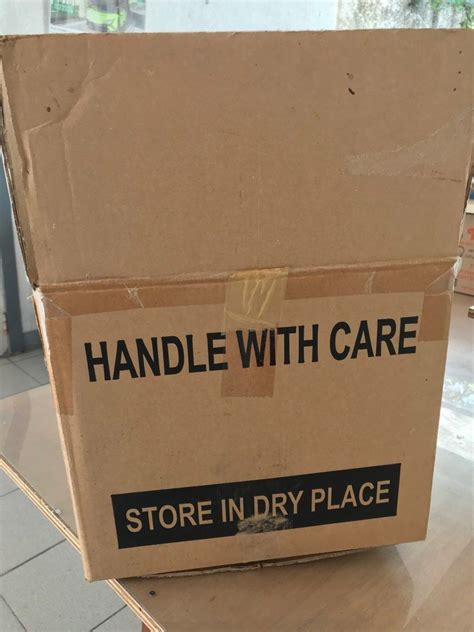 HANDLE WITH CARE
STORE IN DRY PLACE